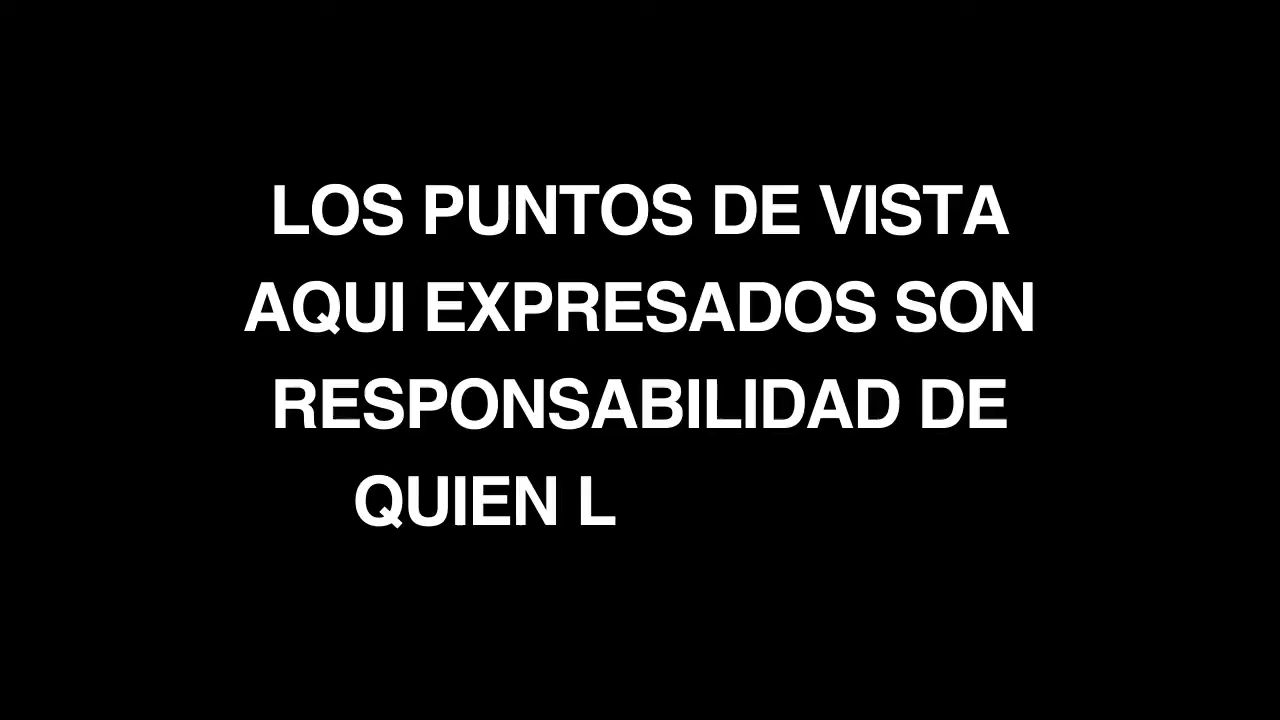 LOS PUNTOS DE VISTA
AQUI EXPRESADOS SON
RESPONSABILIDAD DE
QUIEN L